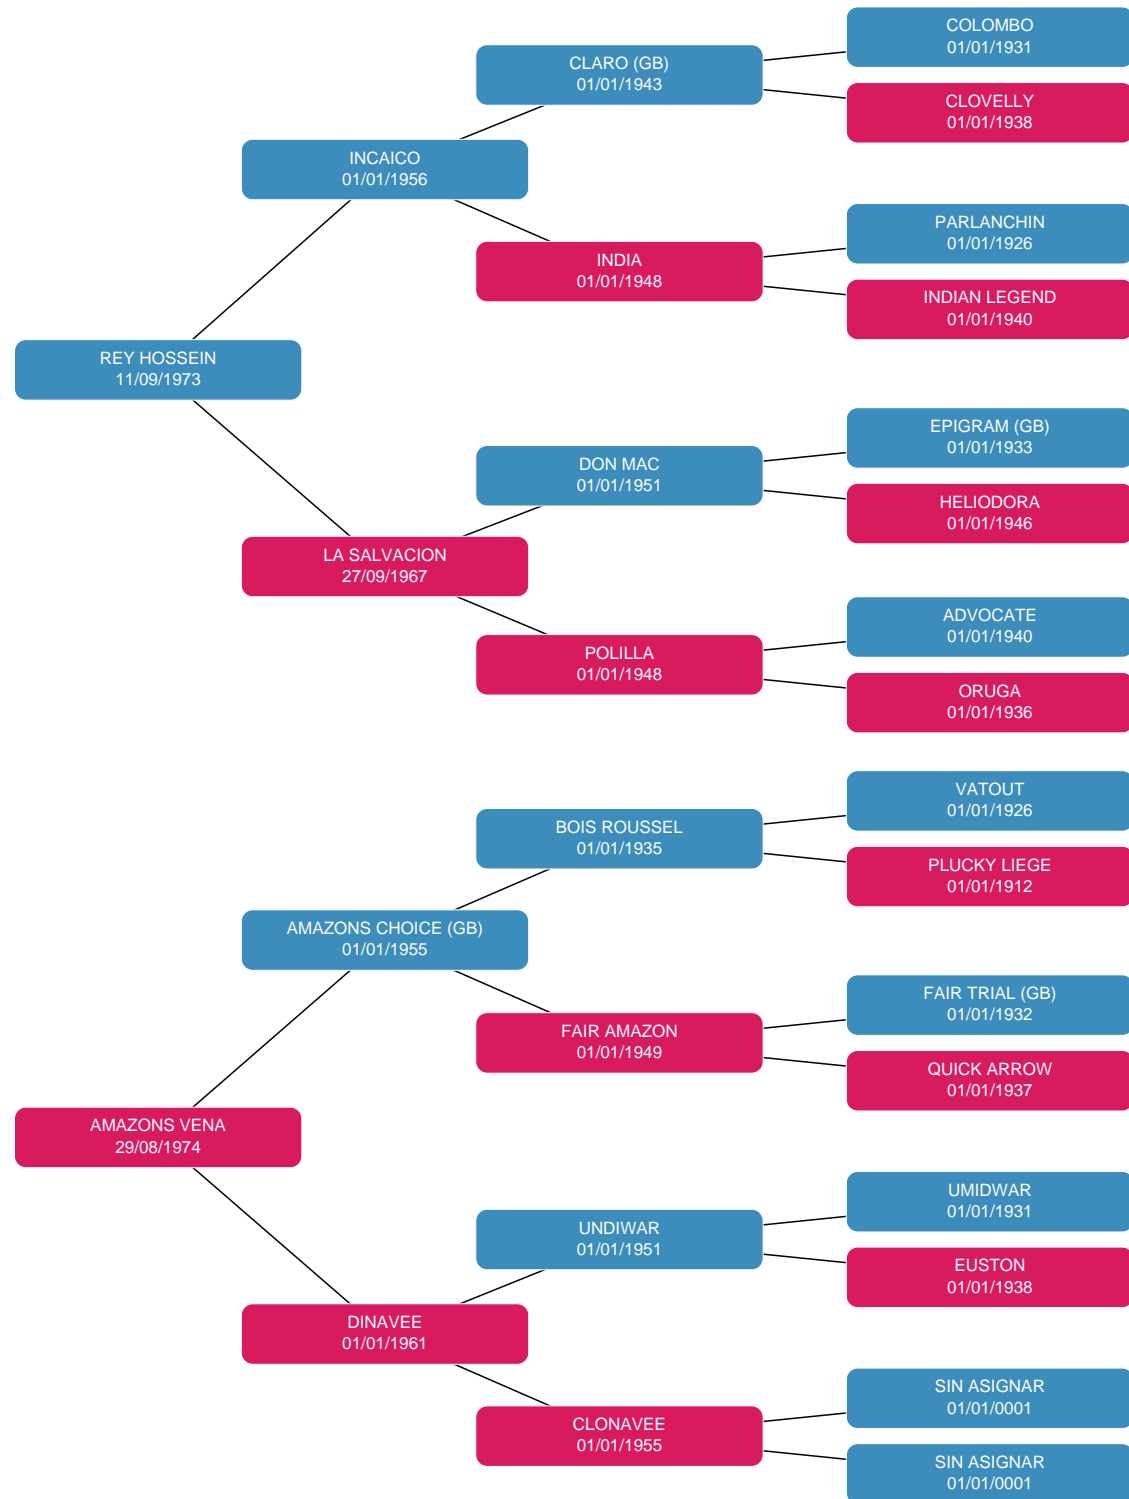 COLOMBO
01/01/1931
CLARO (GB)
01/01/1943
CLOVELLY
01/01/1938
INCAICO
01/01/1956
PARLANCHIN
01/01/1926
INDIA
01/01/1948
INDIAN LEGEND
01/01/1940
REY HOSSEIN
11/09/1973
EPIGRAM (GB)
01/01/1933
DON MAC
01/01/1951
HELIODORA
01/01/1946
LA SALVACION
27/09/1967
ADVOCATE
01/01/1940
POLILLA
01/01/1948
ORUGA
01/01/1936
VATOUT
01/01/1926
BOIS ROUSSEL
01/01/1935
PLUCKY LIEGE
01/01/1912
AMAZONS CHOICE (GB)
01/01/1955
FAIR TRIAL (GB)
01/01/1932
FAIR AMAZON
01/01/1949
QUICK ARROW
01/01/1937
AMAZONS VENA
29/08/1974
UMIDWAR
01/01/1931
UNDIWAR
01/01/1951
EUSTON
01/01/1938
DINAVEE
01/01/1961
SIN ASIGNAR
01/01/0001
CLONAVEE
01/01/1955
SIN ASIGNAR
01/01/0001